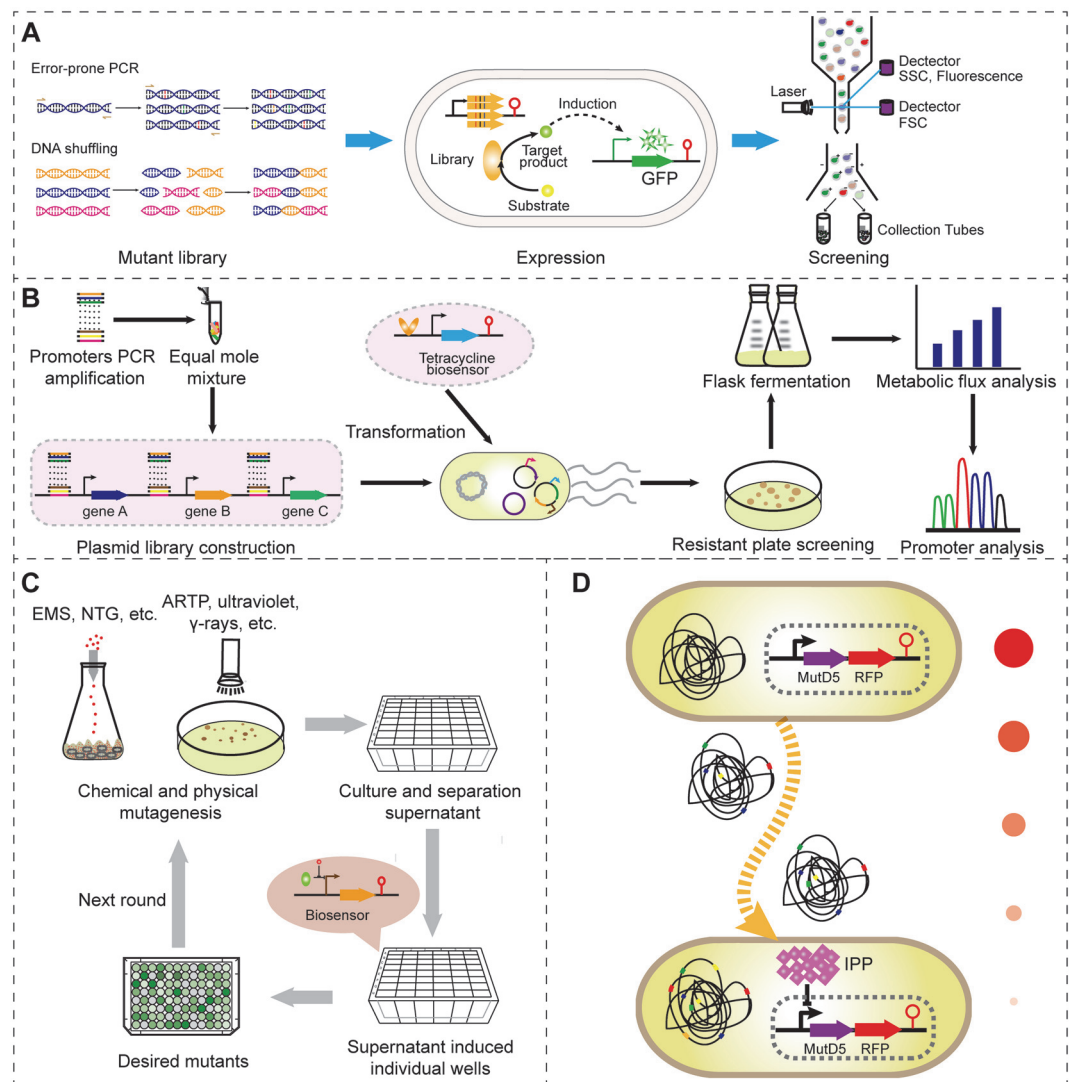 A
Error-prone PCR
DNA shuffling
Mutant library
Library
Induction
Target
product
Substrate
GFP
Expression
Laser
Dectector
SSC, Fluorescence
Dectector
FSC
Collection Tubes
Screening
B
Promoters PCR
amplification
Equal mole
mixture
gene A
gene B
gene C
Plasmid library construction
Tetracycline
biosensor
Transformation
Resistant plate screening
Flask fermentation
Metabolic flux analysis
Promoter analysis
C
EMS, NTG, etc.
ARTP, ultraviolet,
γ-rays, etc.
Chemical and physical
mutagenesis
Culture and separation
supernatant
Biosensor
Supernatant induced
individual wells
Desired mutants
Next round
D
MutD5
RFP
IPP
MutD5
RFP